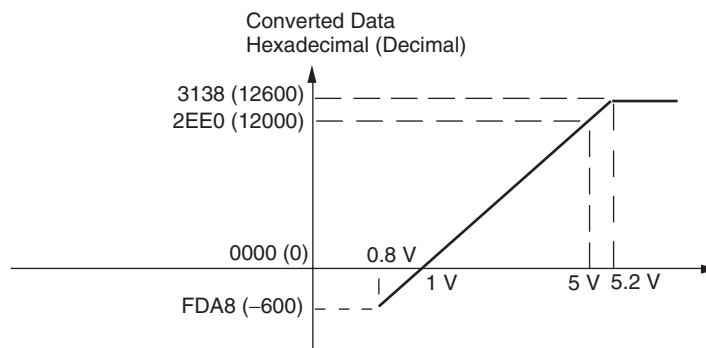 Converted Data
Hexadecimal (Decimal)
3138 (12600)
2EE0 (12000)
0000 (0)
0.8 V
1 V
5 V
5.2 V
FDA8 (−600)